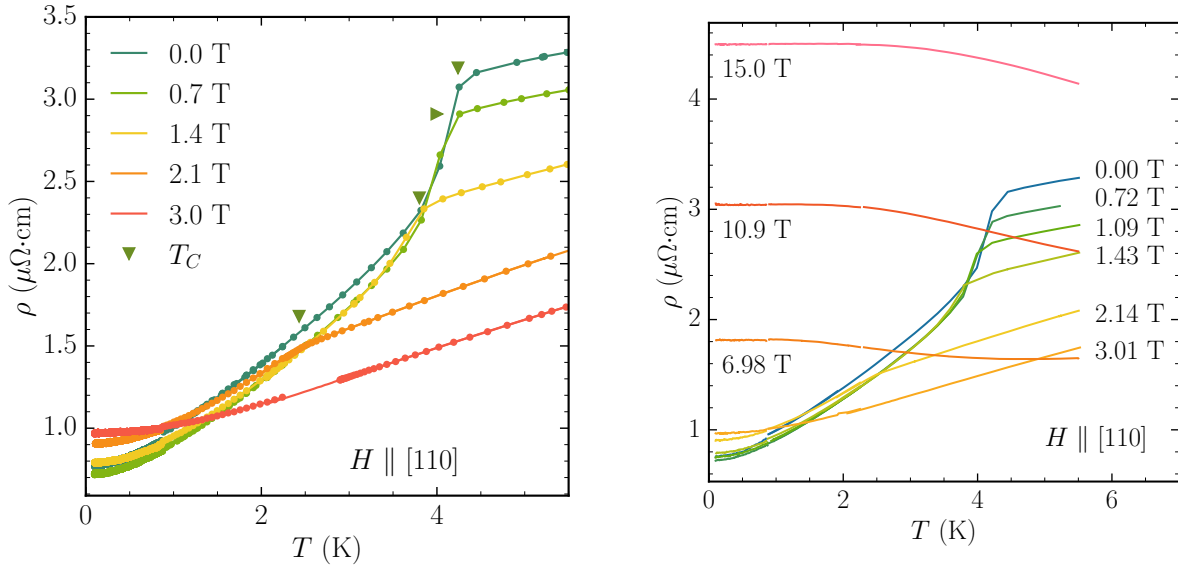 3.5
3.0
2.5
2.0
1.5
1.0
ρ (μΩ·cm)
0.0 T
0.7 T
1.4 T
2.1 T
3.0 T
T_C
H ∥ [110]
0
2
4
T (K)
4
3
2
1
ρ (μΩ·cm)
15.0 T
10.9 T
6.98 T
0.00 T
0.72 T
1.09 T
1.43 T
2.14 T
3.01 T
H ∥ [110]
0
2
4
6
T (K)